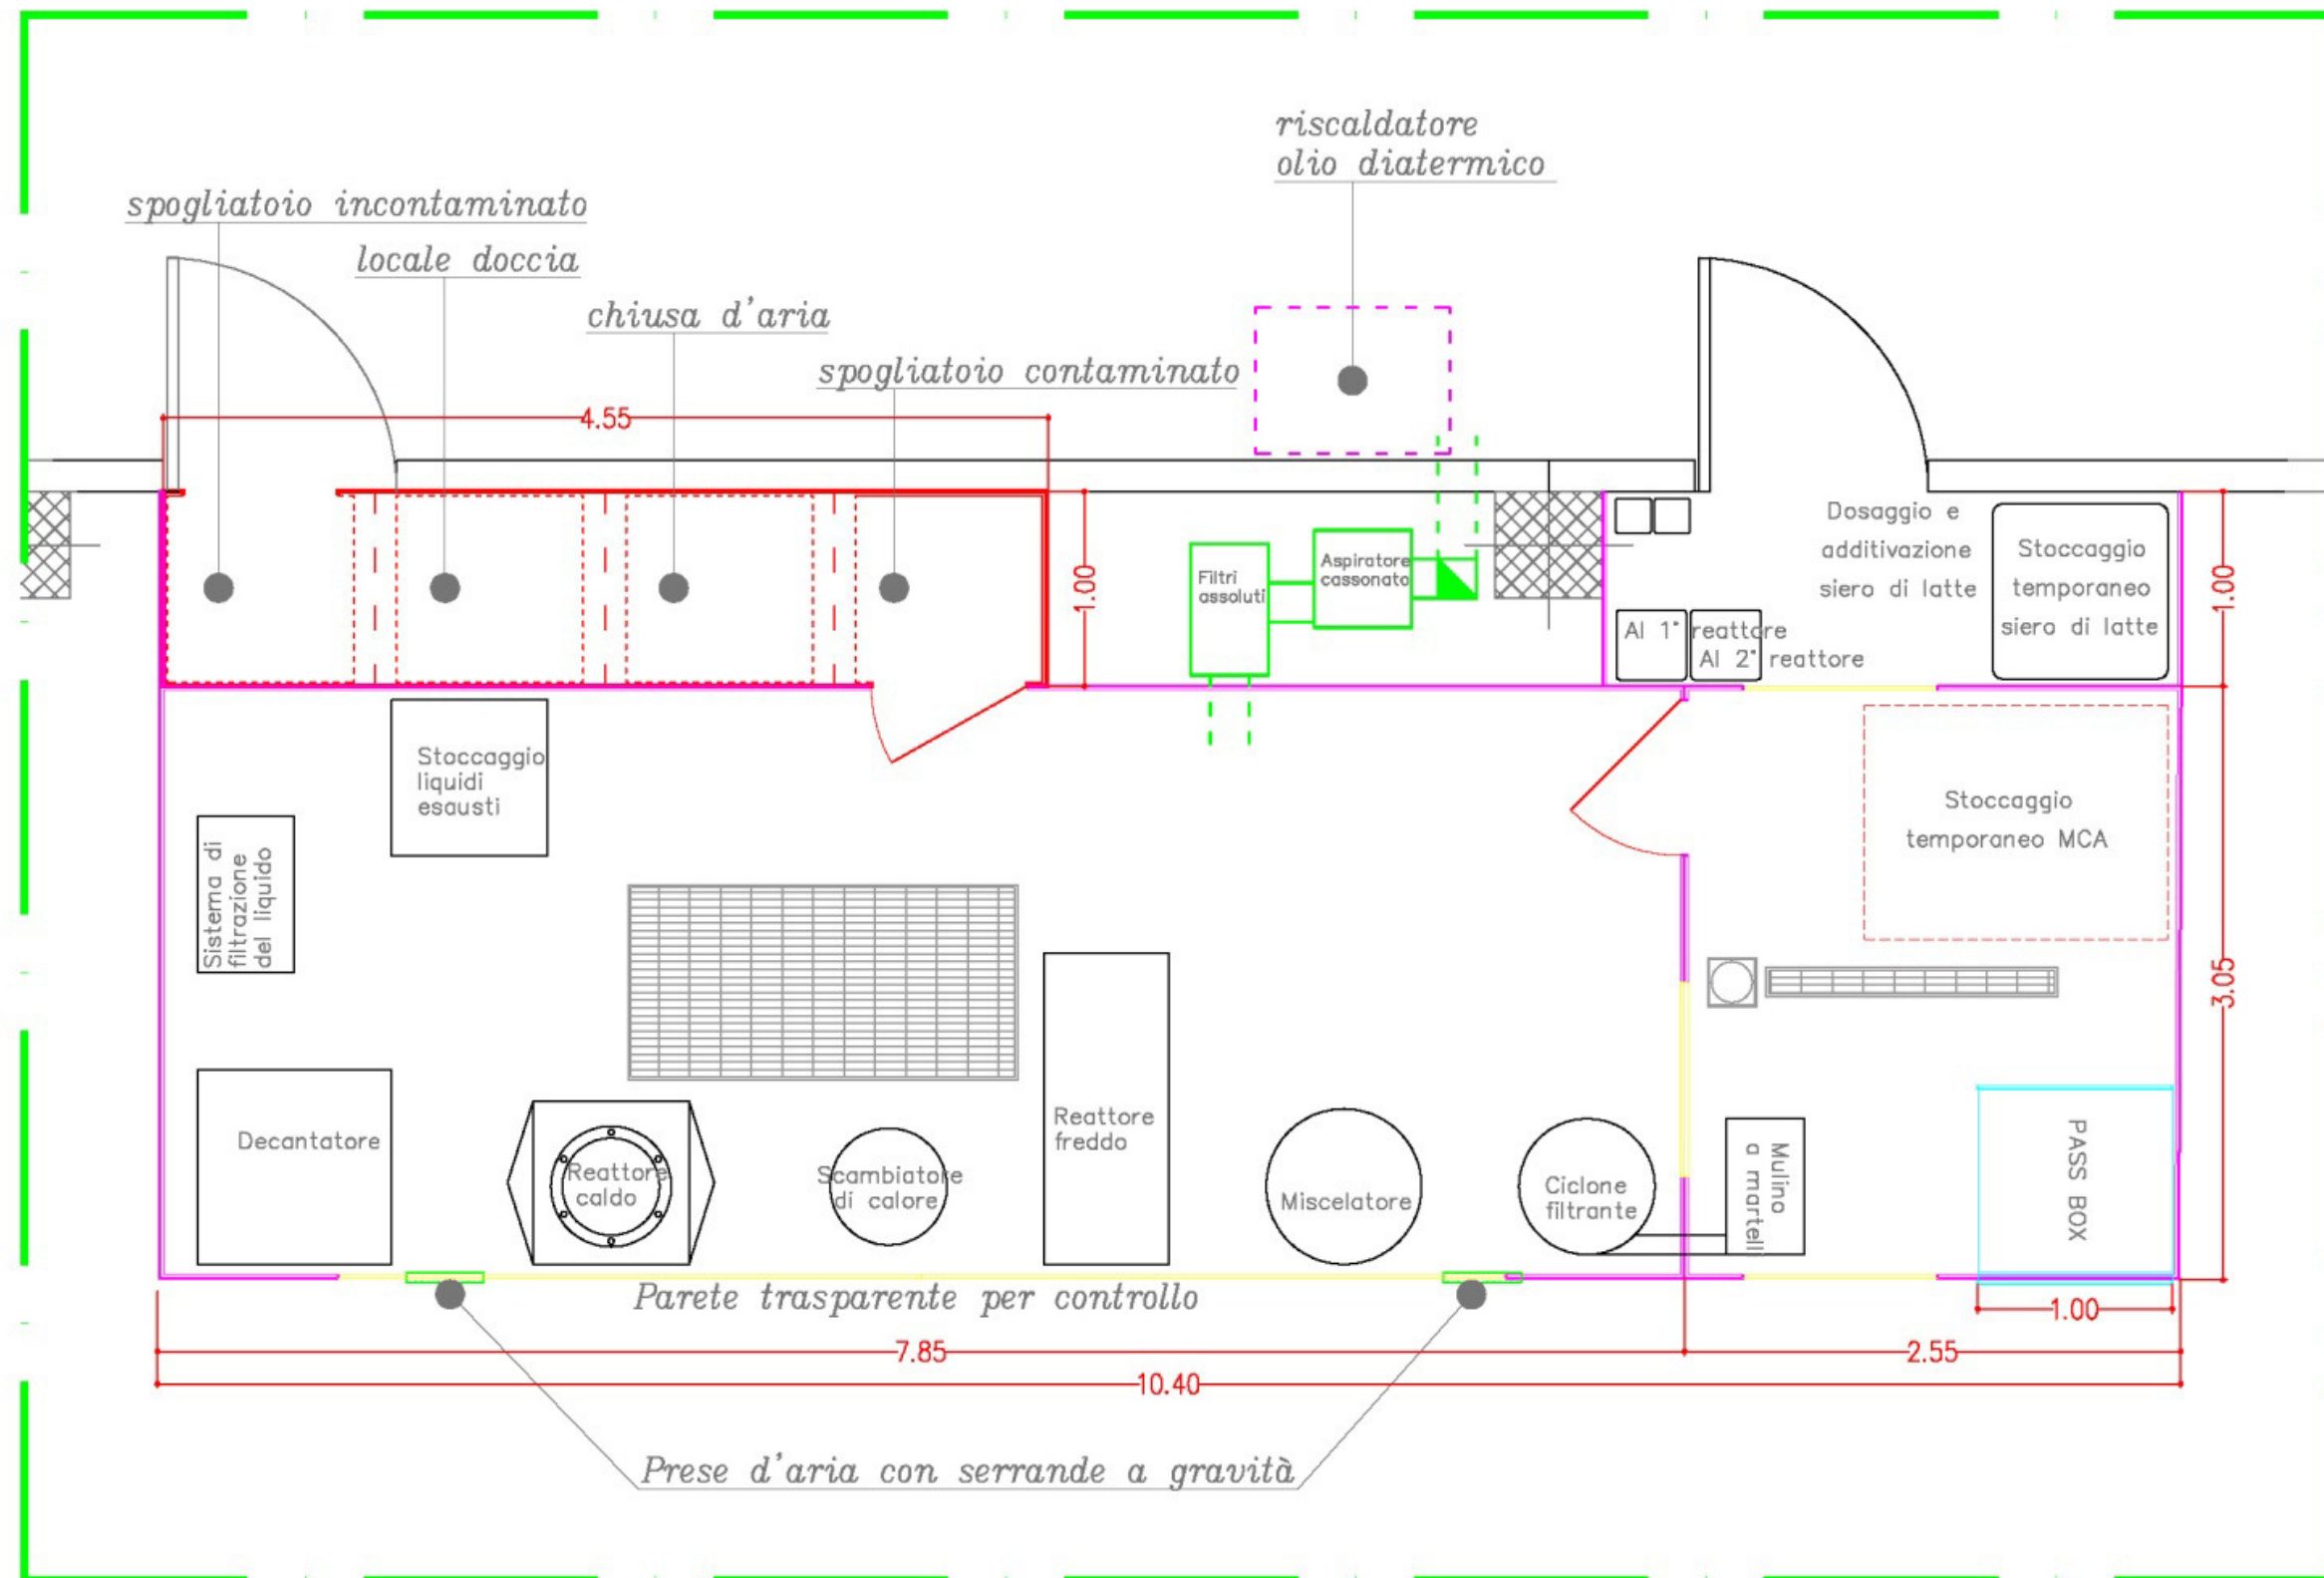 riscaldatore
olio diatermico
spogliatoio incontaminato
locale doccia
chiusa d'aria
spogliatoio contaminato
4.55
Filtri
assoluti
Aspiratore
cassonato
1.00
Dosaggio e
additivazione
siero di latte
Stoccaggio
temporaneo
siero di latte
1.00
Al 1° reattore
Al 2° reattore
Stoccaggio
liquidi
esausti
Sistema di
filtrazione
del liquido
Stoccaggio
temporaneo MCA
3.05
Decantatore
Reattore
caldo
Scambiatore
di calore
Reattore
freddo
Miscelatore
Ciclone
filtrante
Mulino
a martelli
PASS BOX
Parete trasparente per controllo
1.00
7.85
2.55
10.40
Prese d'aria con serrande a gravità